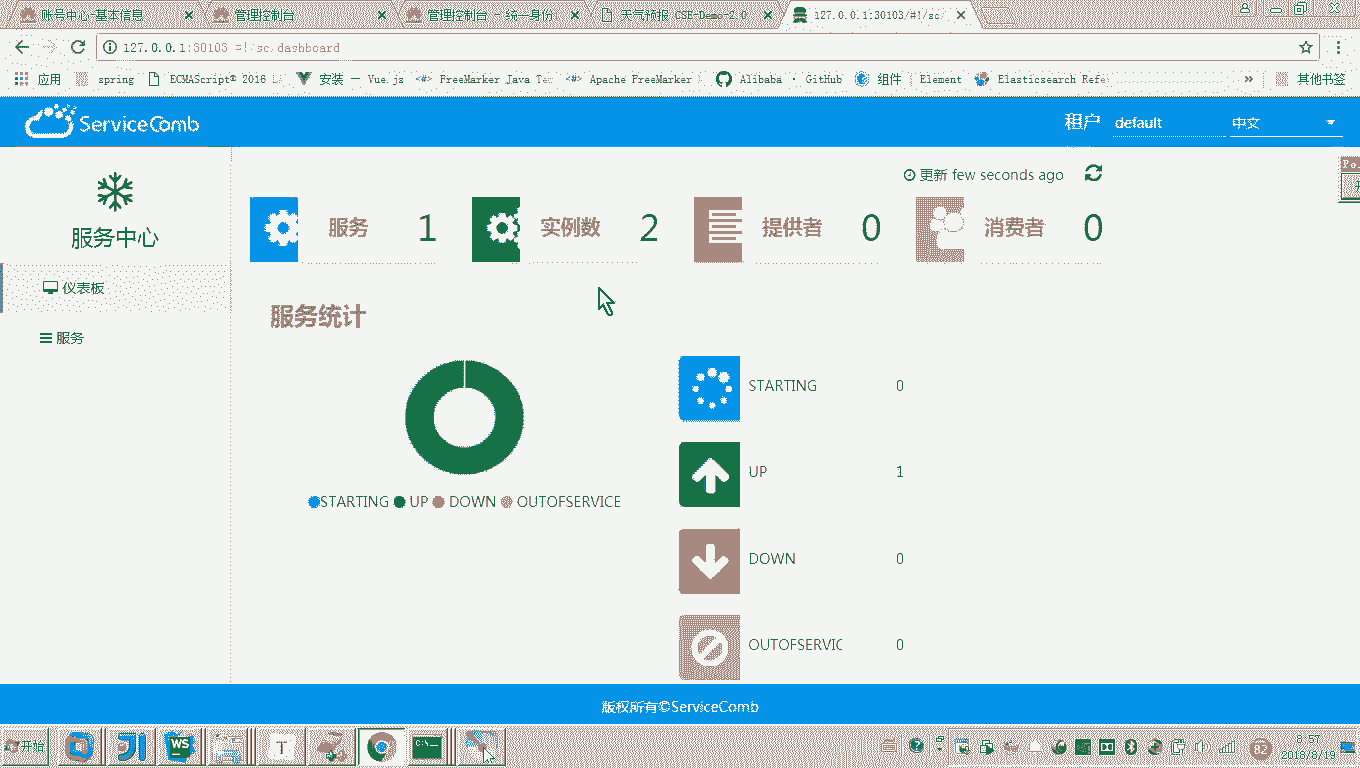 账号中心-基本信息
管理控制台
管理控制台 - 统一身份
天气预报 CSE-Demo-1.0
127.0.0.1:30103/#!/sc/
127.0.0.1:30103/#!/sc/dashboard
应用
spring
ECMAScript® 2016 L
安装 — Vue.js
FreeMarker Java Te
Apache FreeMarker
Alibaba · GitHub
组件 | Element
Elasticsearch Refe
»
其他书签
ServiceComb
租户
default
中文
服务中心
仪表板
服务
更新 few seconds ago
服务 1
实例数 2
提供者 0
消费者 0
服务统计
STARTING UP DOWN OUTOFSERVICE
STARTING 0
UP 1
DOWN 0
OUTOFSERVIC 0
版权所有©ServiceComb
开始
WS
T
C:\
82
8:57
2018/8/19